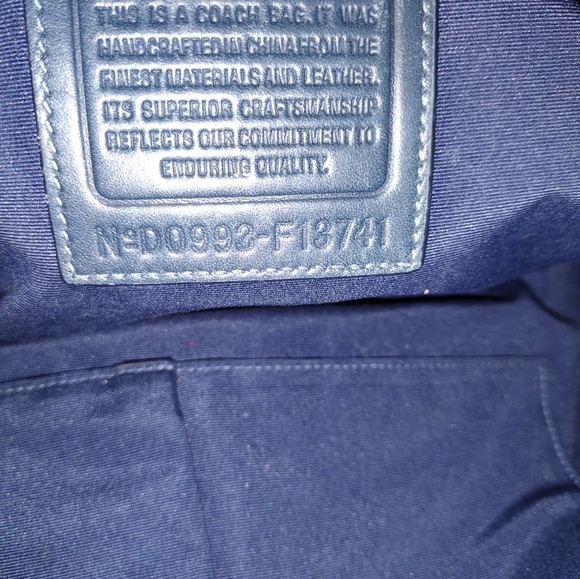 THIS IS A COACH BAG. IT WAS
HANDCRAFTED IN CHINA FROM THE
FINEST MATERIALS AND LEATHER.
ITS SUPERIOR CRAFTSMANSHIP
REFLECTS OUR COMMITMENT TO
ENDURING QUALITY.
NºD0993-F13741